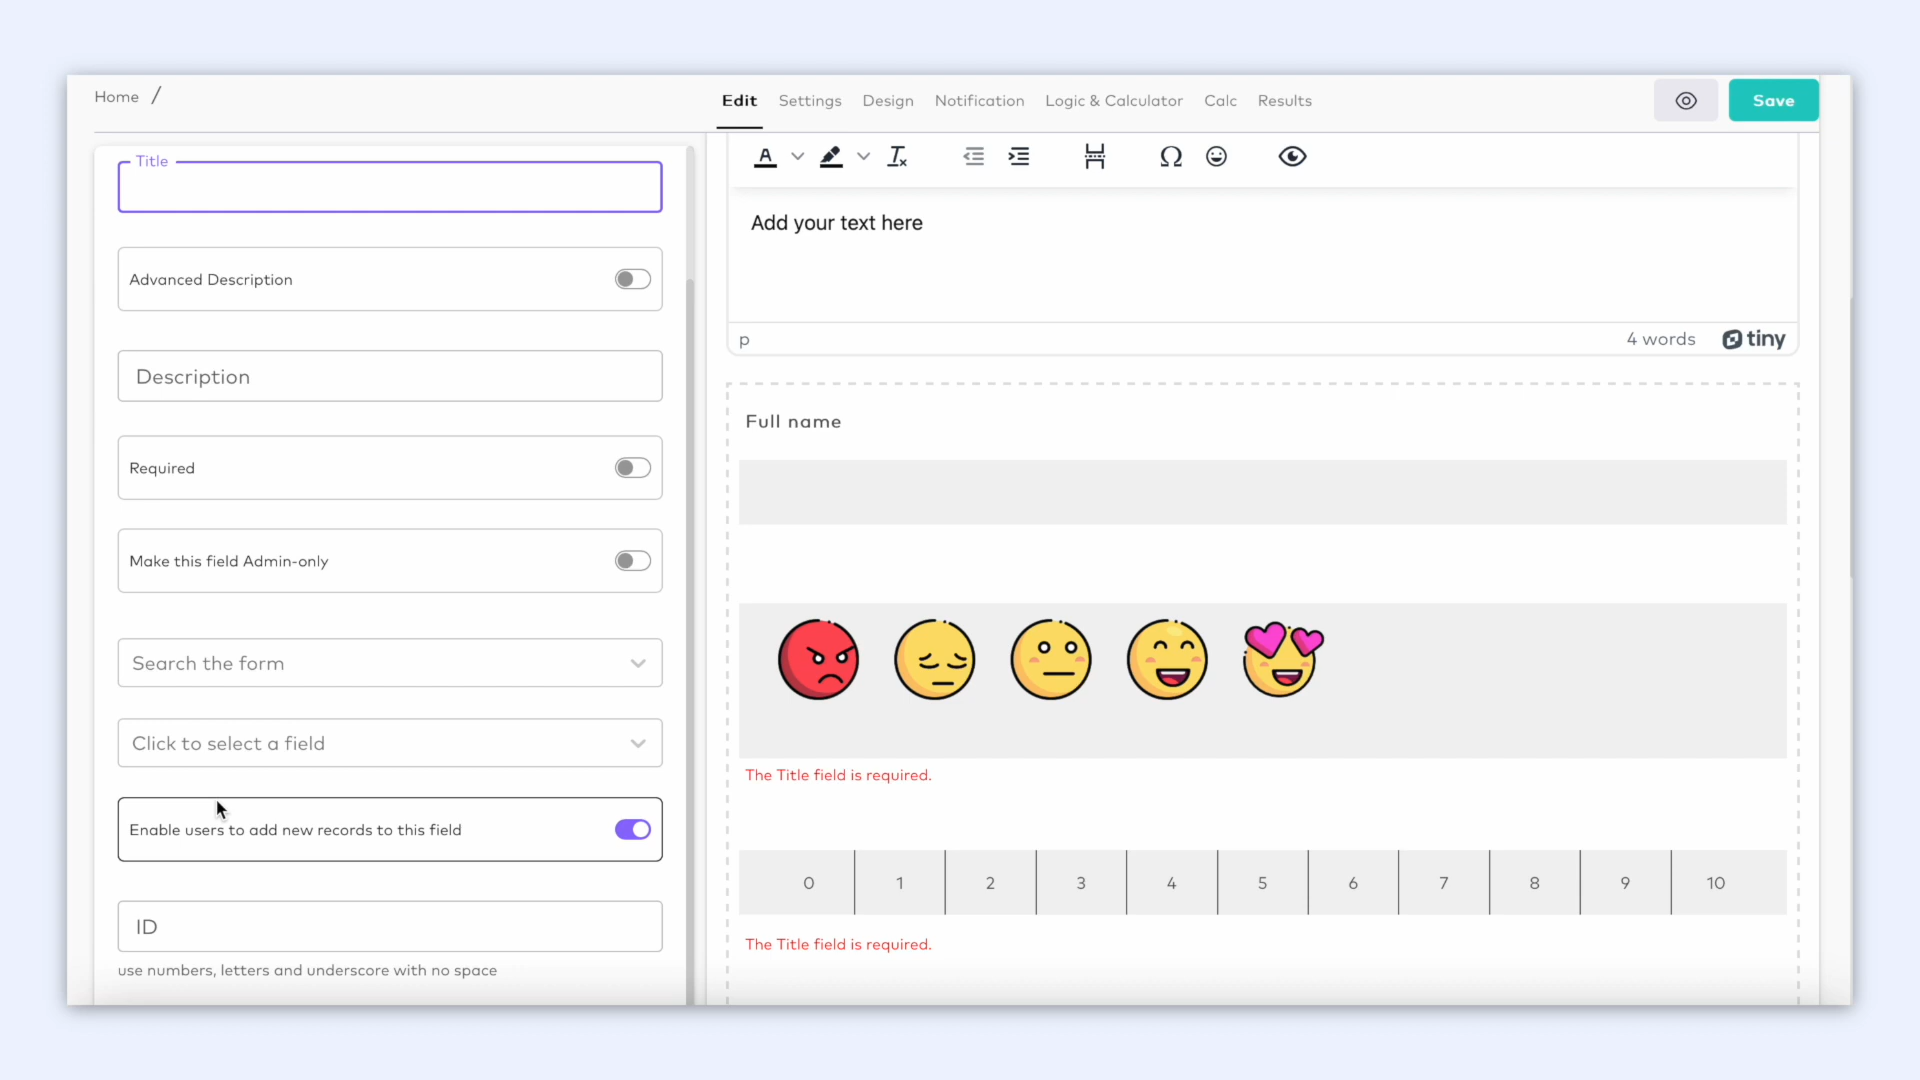 Home /
Edit Settings Design Notification Logic & Calculator Calc Results
Save
Title
Advanced Description
Description
Required
Make this field Admin-only
Search the form
Click to select a field
Enable users to add new records to this field
ID
use numbers, letters and underscore with no space
Add your text here
p
4 words
tiny
Full name
The Title field is required.
0 1 2 3 4 5 6 7 8 9 10
The Title field is required.